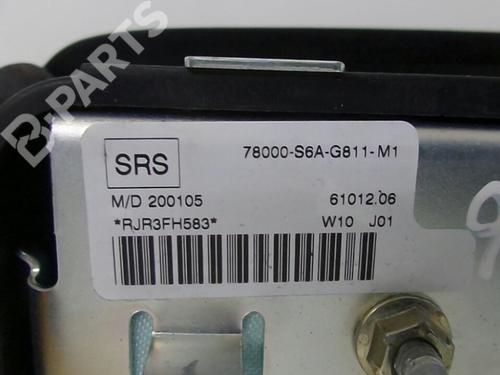 B-PARTS
SRS
78000-S6A-G811-M1
M/D 200105
61012.06
*RJR3FH583*
W10 J01